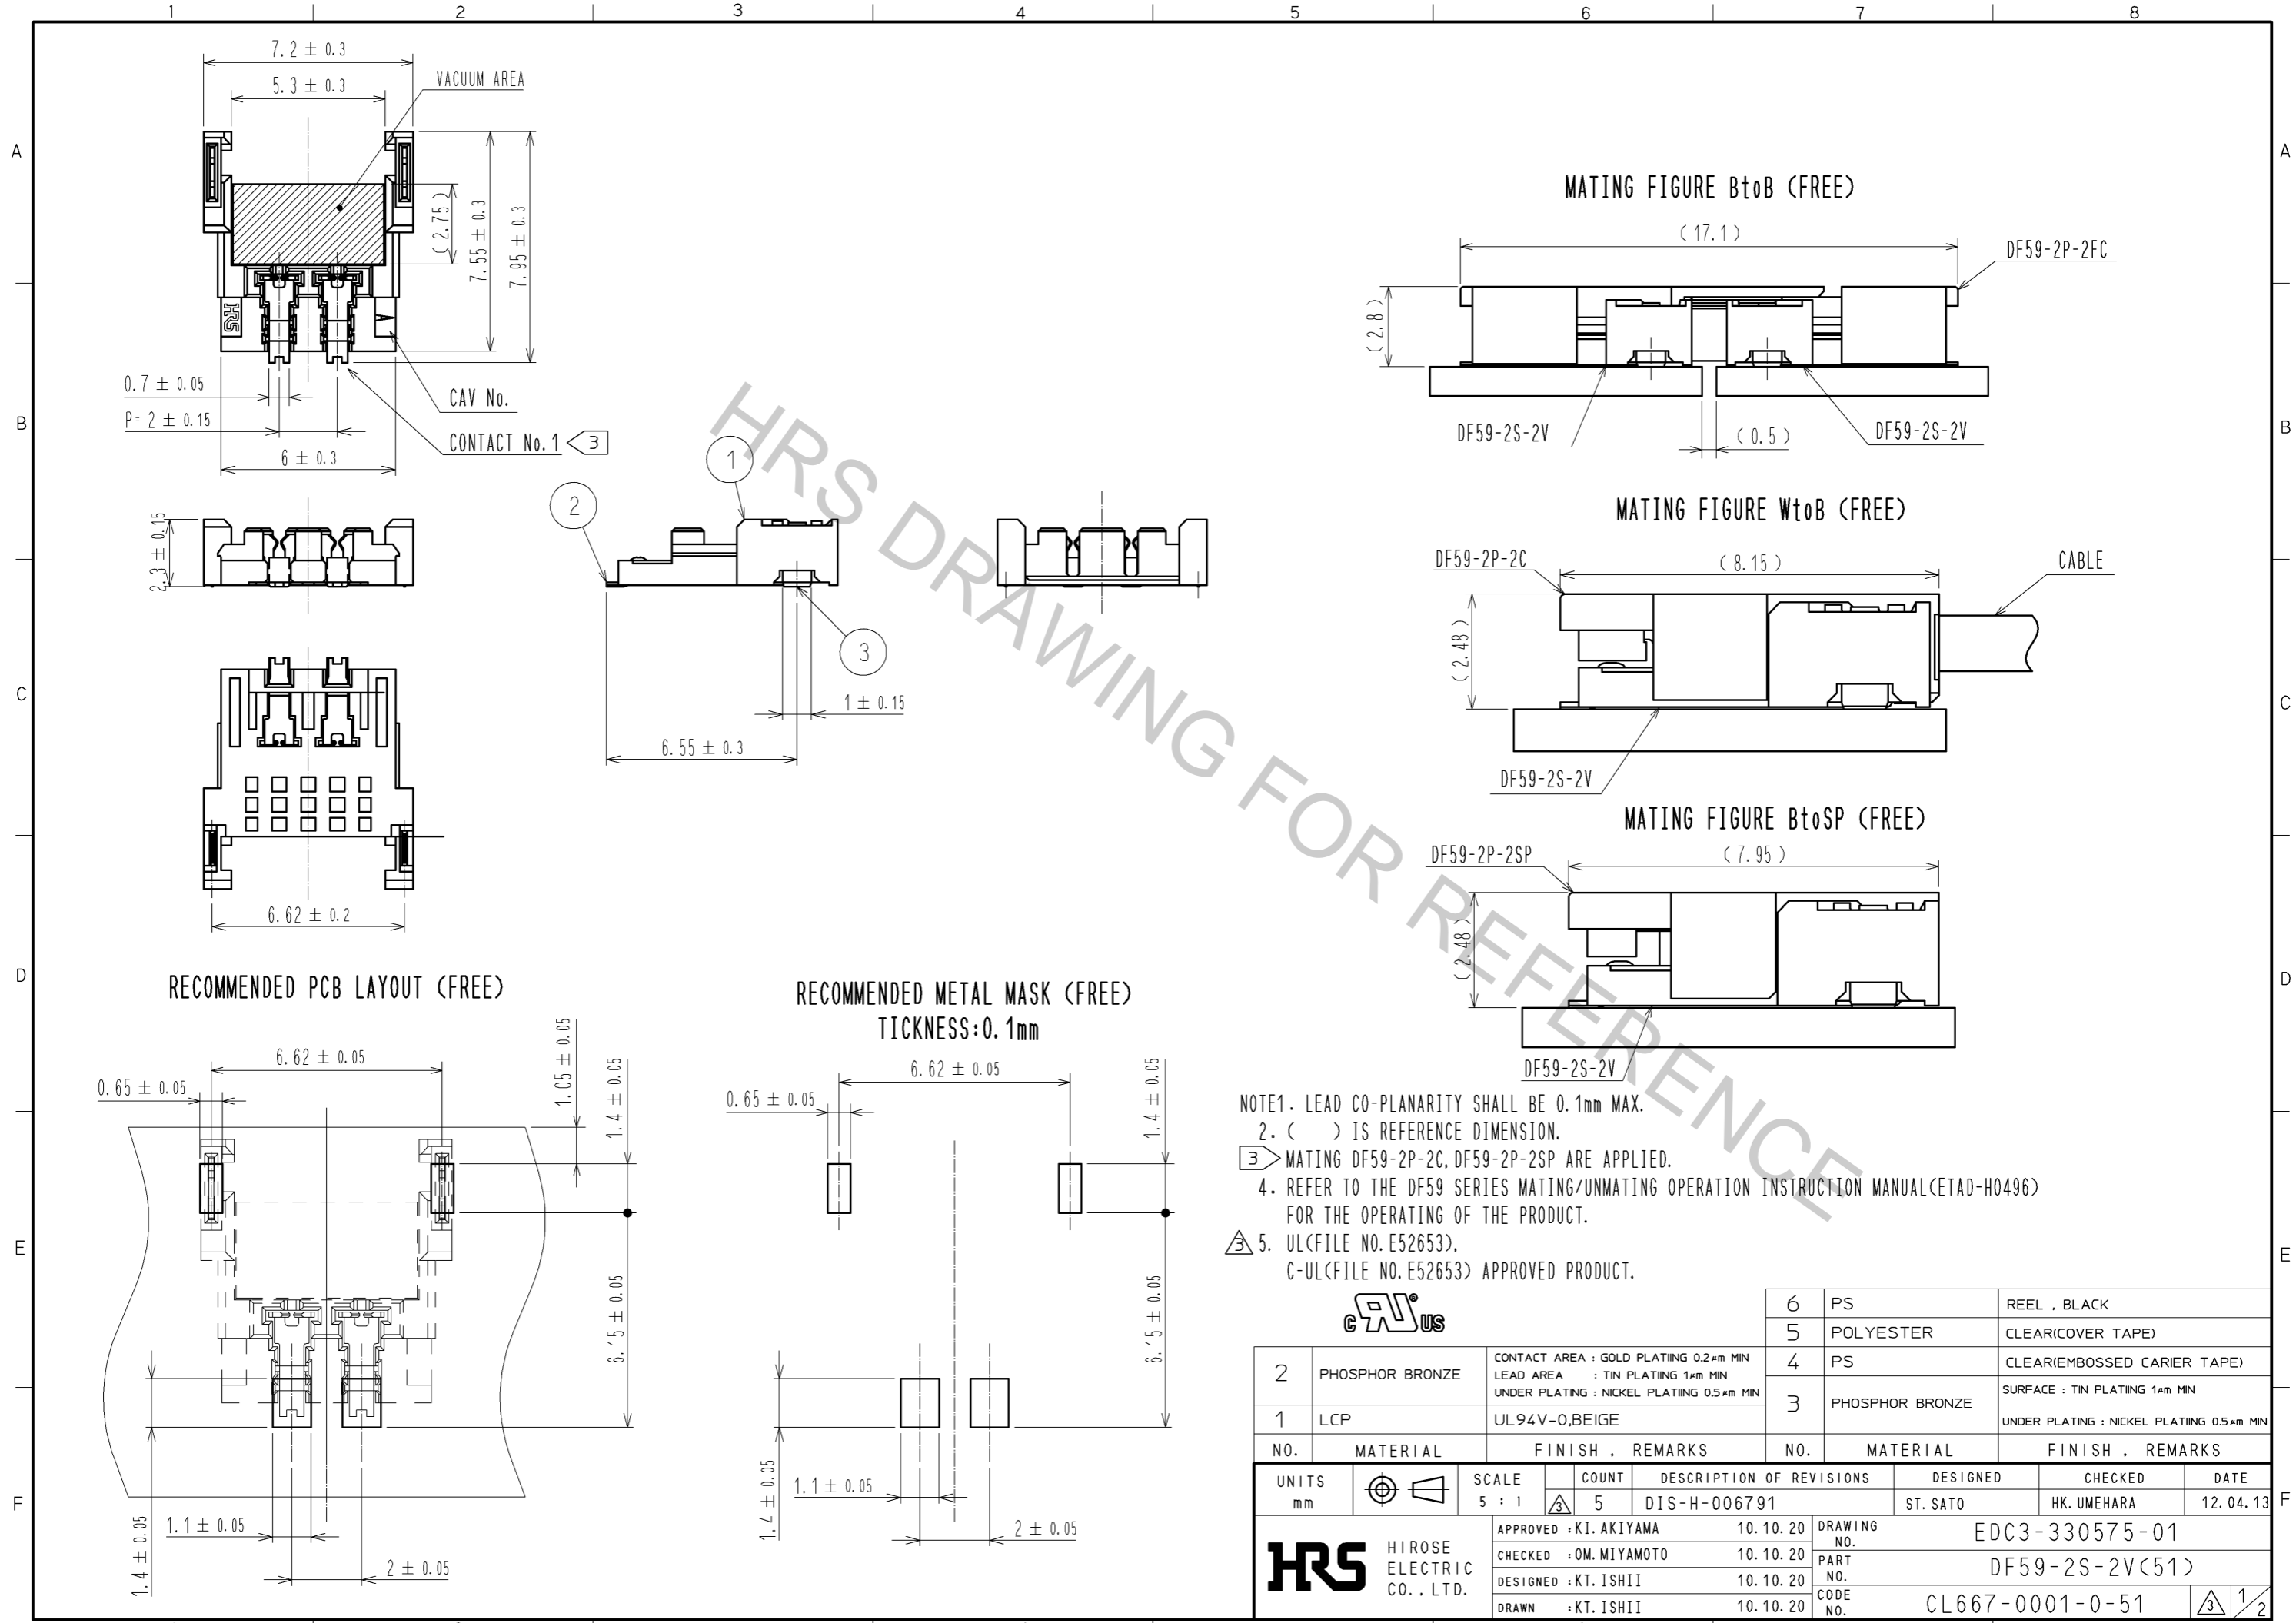 1 2 3 4 5 6 7 8
A A
B B
C C
D D
E E
F F
7.2 ± 0.3
5.3 ± 0.3
VACUUM AREA
( 2.75 )
7.55 ± 0.3
7.95 ± 0.3
HRS
A
0.7 ± 0.05
P= 2 ± 0.15
6 ± 0.3
CAV No.
CONTACT No.1 3
2.3 ± 0.15
1
2
3
1 ± 0.15
6.55 ± 0.3
6.62 ± 0.2
HRS DRAWING FOR REFERENCE
MATING FIGURE BtoB (FREE)
( 17.1 )
DF59-2P-2FC
( 2.8 )
DF59-2S-2V
( 0.5 )
DF59-2S-2V
MATING FIGURE WtoB (FREE)
DF59-2P-2C
( 8.15 )
CABLE
( 2.48 )
DF59-2S-2V
MATING FIGURE BtoSP (FREE)
DF59-2P-2SP
( 7.95 )
( 2.48 )
DF59-2S-2V
RECOMMENDED PCB LAYOUT (FREE)
6.62 ± 0.05
0.65 ± 0.05
1.05 ± 0.05
1.4 ± 0.05
6.15 ± 0.05
1.4 ± 0.05
1.1 ± 0.05
2 ± 0.05
RECOMMENDED METAL MASK (FREE)
TICKNESS:0.1mm
6.62 ± 0.05
0.65 ± 0.05
1.4 ± 0.05
6.15 ± 0.05
1.4 ± 0.05
1.1 ± 0.05
2 ± 0.05
NOTE1. LEAD CO-PLANARITY SHALL BE 0.1mm MAX.
2. ( ) IS REFERENCE DIMENSION.
3 MATING DF59-2P-2C, DF59-2P-2SP ARE APPLIED.
4. REFER TO THE DF59 SERIES MATING/UNMATING OPERATION INSTRUCTION MANUAL(ETAD-H0496)
FOR THE OPERATING OF THE PRODUCT.
3 5. UL(FILE NO.E52653),
C-UL(FILE NO.E52653) APPROVED PRODUCT.
c RU ® US
6 PS REEL , BLACK
5 POLYESTER CLEAR(COVER TAPE)
4 PS CLEAR(EMBOSSED CARIER TAPE)
3 PHOSPHOR BRONZE SURFACE : TIN PLATIING 1μm MIN
UNDER PLATING : NICKEL PLATIING 0.5μm MIN
2 PHOSPHOR BRONZE CONTACT AREA : GOLD PLATIING 0.2μm MIN
LEAD AREA : TIN PLATIING 1μm MIN
UNDER PLATING : NICKEL PLATIING 0.5μm MIN
1 LCP UL94V-0,BEIGE
NO. MATERIAL FINISH , REMARKS NO. MATERIAL FINISH , REMARKS
UNITS
mm
SCALE
5 : 1
COUNT DESCRIPTION OF REVISIONS DESIGNED CHECKED DATE
3 5 DIS-H-006791 ST. SATO HK. UMEHARA 12.04.13
HRS HIROSE
ELECTRIC
CO., LTD.
APPROVED : KI. AKIYAMA 10.10.20
CHECKED : OM. MIYAMOTO 10.10.20
DESIGNED : KT. ISHII 10.10.20
DRAWN : KT. ISHII 10.10.20
DRAWING
NO. EDC3-330575-01
PART
NO. DF59-2S-2V(51)
CODE
NO. CL667-0001-0-51 3 1/2